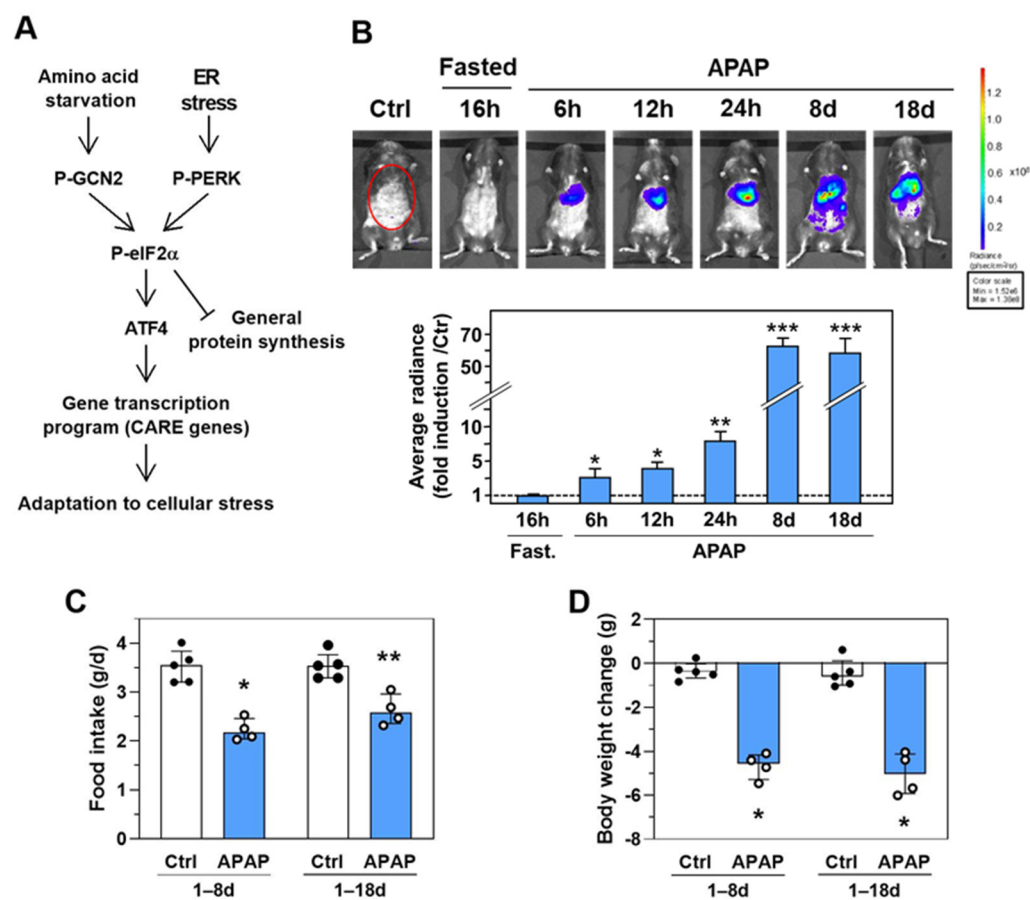 A
Amino acid
starvation
ER
stress
P-GCN2
P-PERK
P-eIF2α
ATF4
General
protein synthesis
Gene transcription
program (CARE genes)
Adaptation to cellular stress
B
Fasted
APAP
Ctrl
16h
6h
12h
24h
8d
18d
1.2
1.0
0.8
0.6
0.4
0.2
Radiance
(p/sec/cm²/sr)
Color scale
Min = 1.52e6
Max = 1.38e8
Average radiance
(fold induction /Ctr)
70
50
10
5
1
*
*
**
***
***
16h
6h
12h
24h
8d
18d
Fast.
APAP
C
Food intake (g/d)
4
3
2
1
0
*
**
Ctrl
APAP
Ctrl
APAP
1–8d
1–18d
D
Body weight change (g)
2
0
-2
-4
-6
-8
*
*
Ctrl
APAP
Ctrl
APAP
1–8d
1–18d